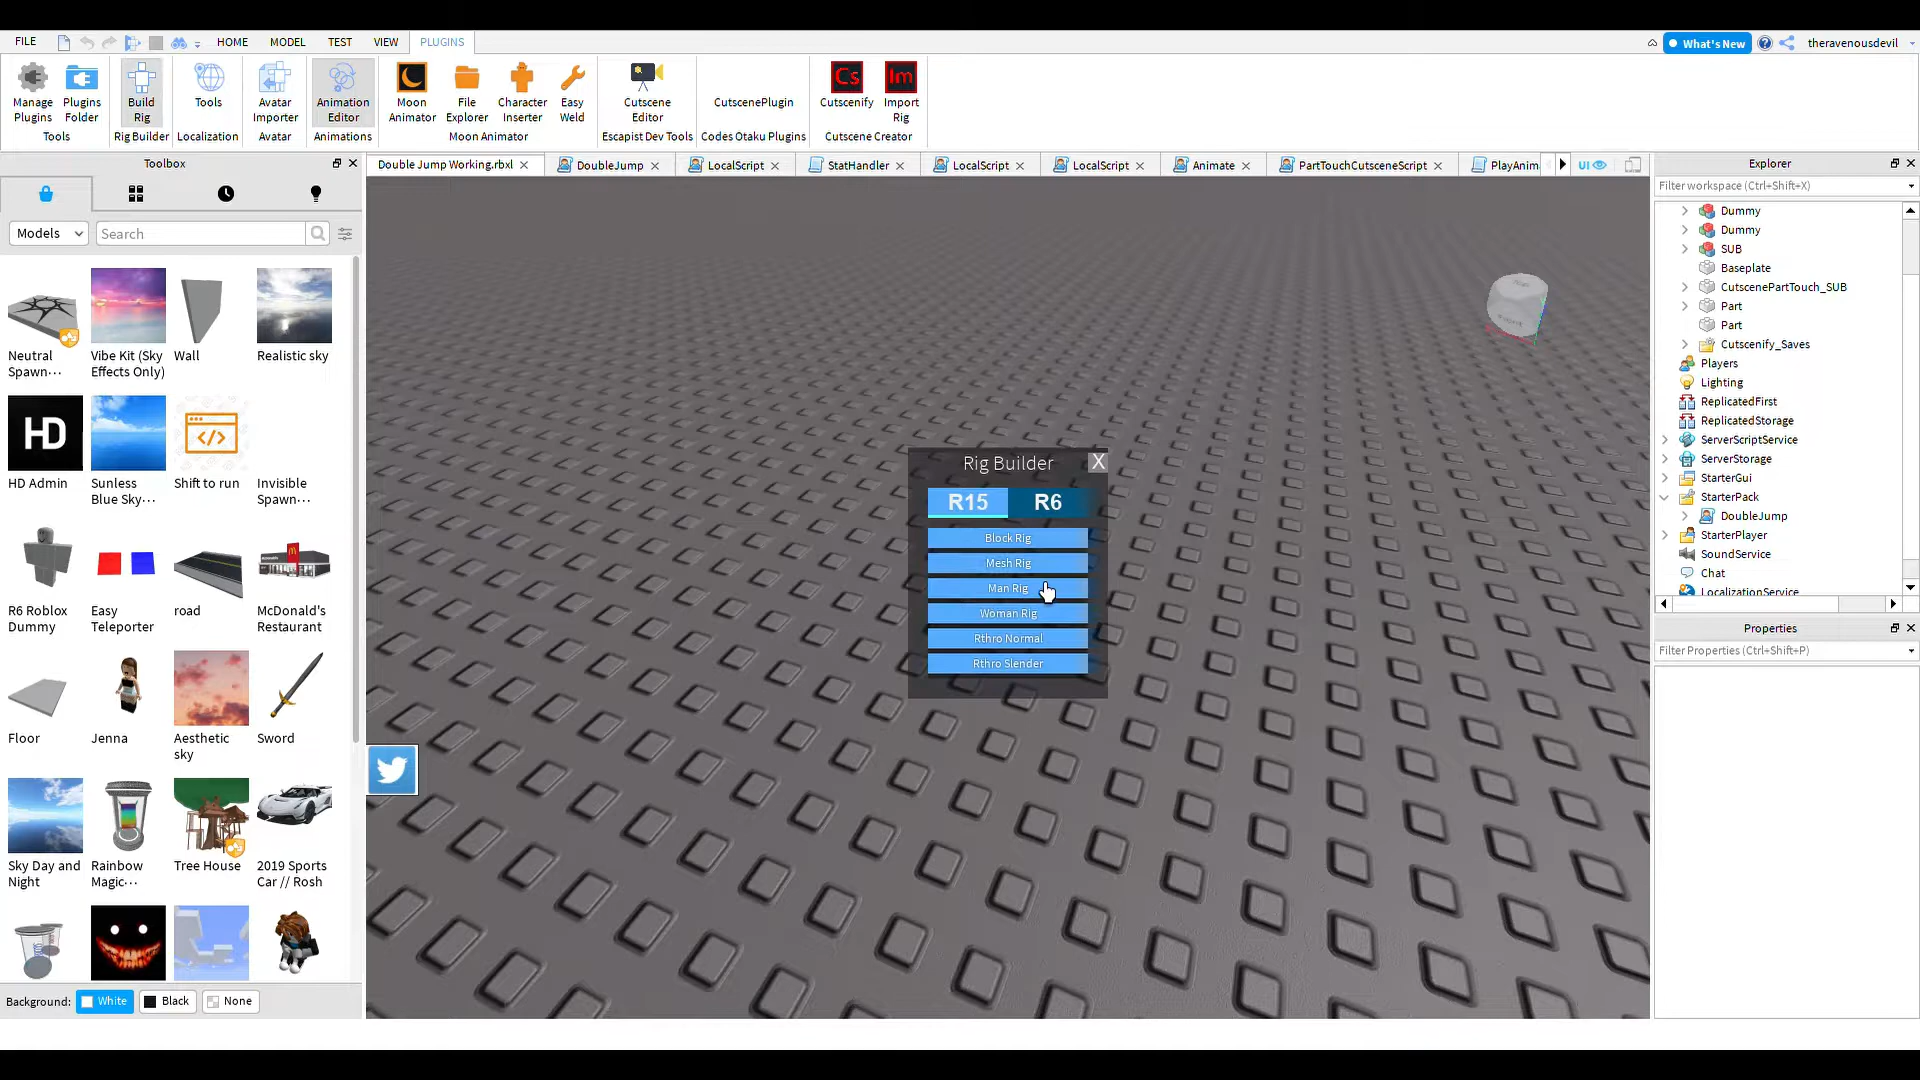 FILE
HOME
MODEL
TEST
VIEW
PLUGINS
What's New
theravenousdevil
Manage Plugins
Plugins Folder
Build Rig
Tools
Avatar Importer
Animation Editor
Moon Animator
File Explorer
Character Inserter
Easy Weld
Cutscene Editor
CutscenePlugin
Cs
Cutscenify
Im
Import Rig
Tools
Rig Builder
Localization
Avatar
Animations
Moon Animator
Escapist Dev Tools
Codes Otaku Plugins
Cutscene Creator
Toolbox
Double Jump Working.rbxl
DoubleJump
LocalScript
StatHandler
LocalScript
LocalScript
Animate
PartTouchCutsceneScript
PlayAnim
UI
Models
Search
Neutral Spawn...
Vibe Kit (Sky Effects Only)
Wall
Realistic sky
HD
HD Admin
Sunless Blue Sky...
Shift to run
Invisible Spawn...
R6 Roblox Dummy
Easy Teleporter
road
McDonald's Restaurant
Floor
Jenna
Aesthetic sky
Sword
Sky Day and Night
Rainbow Magic...
Tree House
2019 Sports Car // Rosh
Background:
White
Black
None
Rig Builder
X
R15
R6
Block Rig
Mesh Rig
Man Rig
Woman Rig
Rthro Normal
Rthro Slender
Explorer
Filter workspace (Ctrl+Shift+X)
Dummy
Dummy
SUB
Baseplate
CutscenePartTouch_SUB
Part
Part
Cutscenify_Saves
Players
Lighting
ReplicatedFirst
ReplicatedStorage
ServerScriptService
ServerStorage
StarterGui
StarterPack
DoubleJump
StarterPlayer
SoundService
Chat
LocalizationService
Properties
Filter Properties (Ctrl+Shift+P)